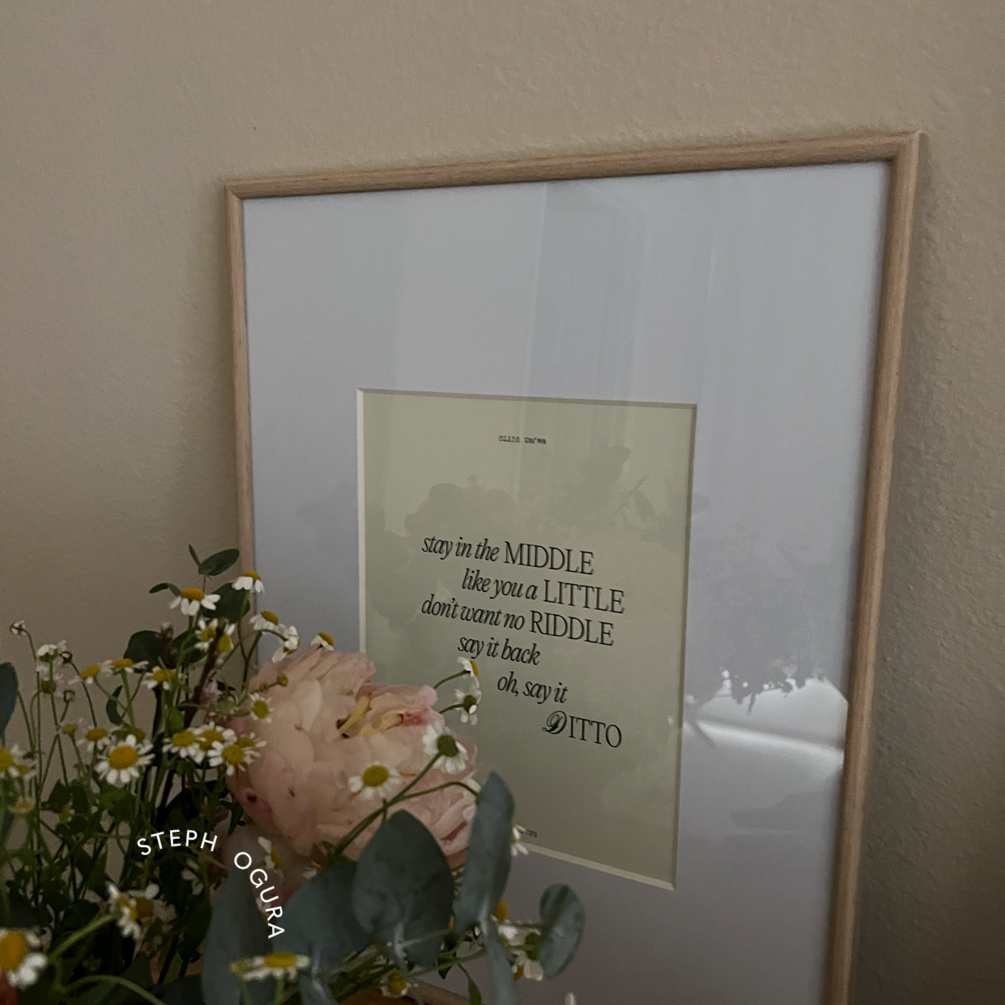 stay in the MIDDLE
like you a LITTLE
don't want no RIDDLE
say it back
oh, say it
DITTO
STEPH OGURA